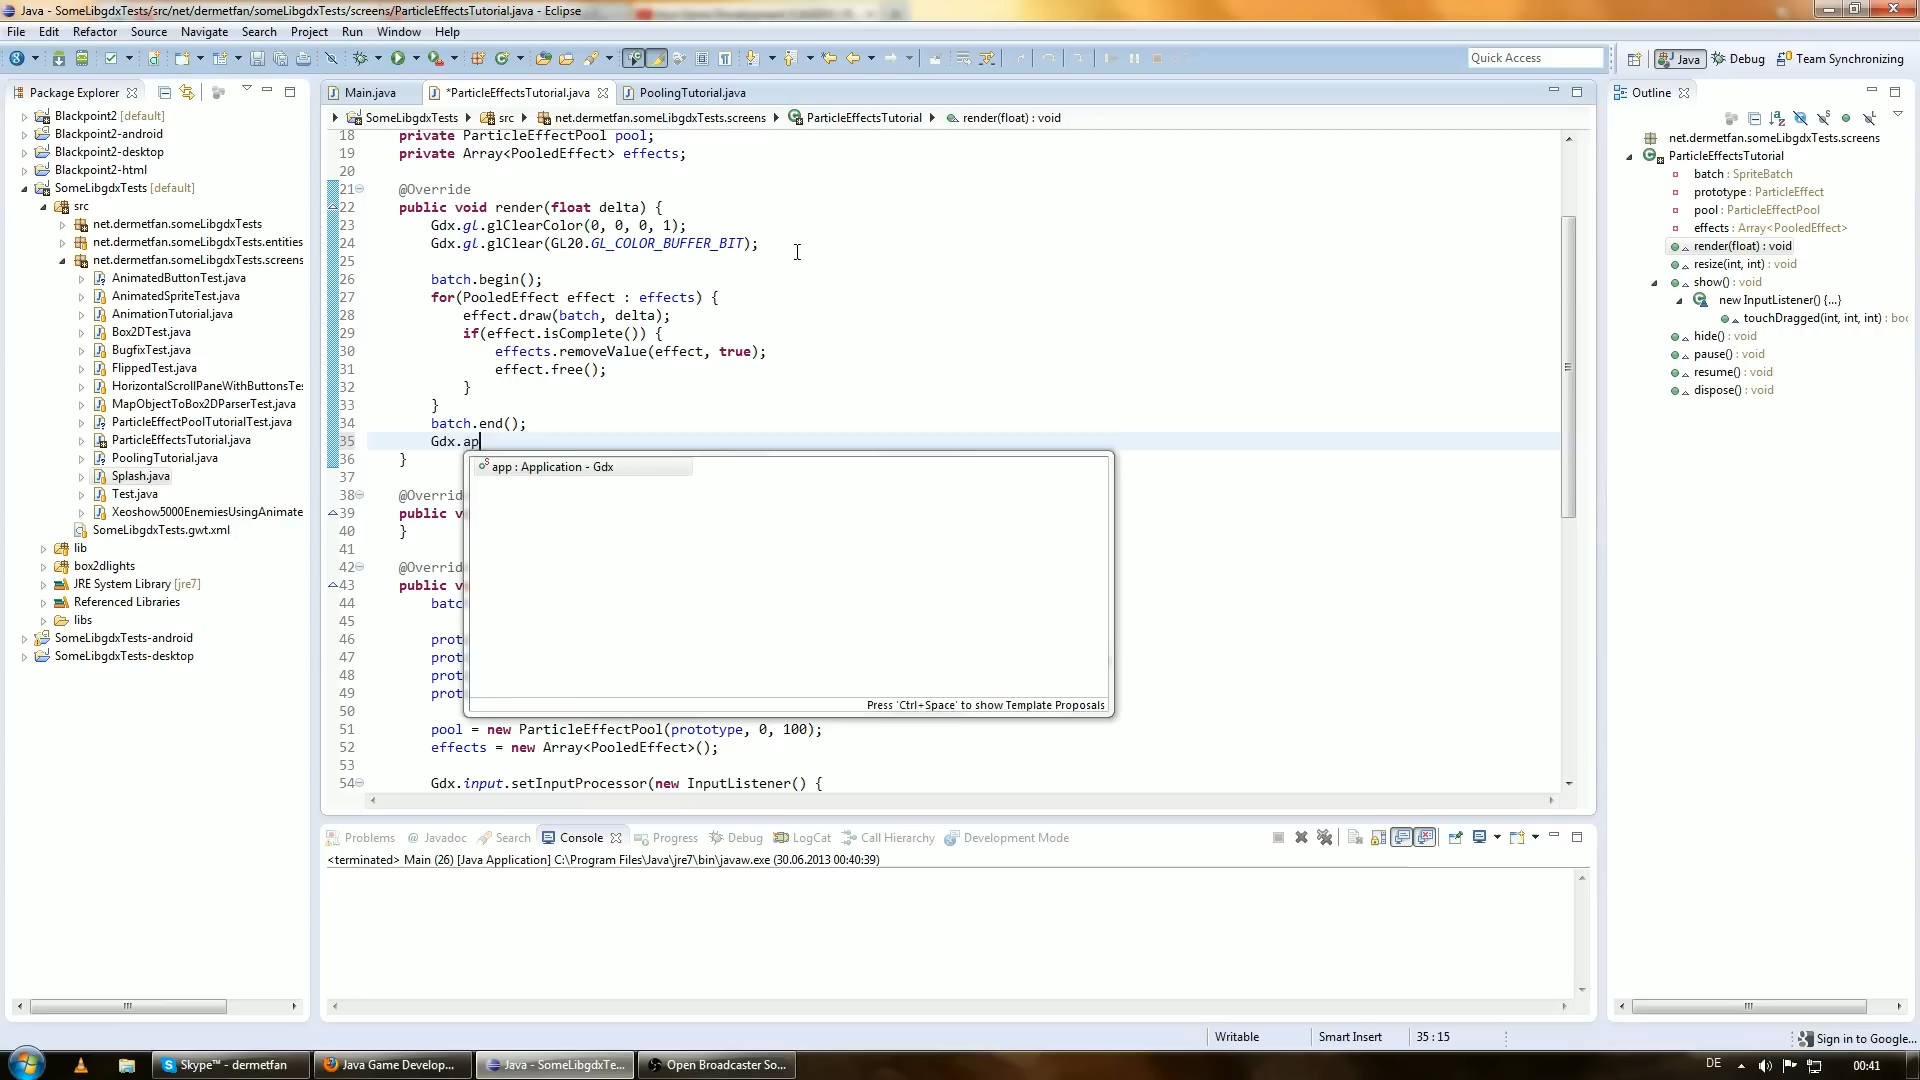 Java - SomeLibgdxTests/src/net/dermetfan/someLibgdxTests/screens/ParticleEffectsTutorial.java - Eclipse
File Edit Refactor Source Navigate Search Project Run Window Help
Quick Access Java Debug Team Synchronizing
Package Explorer
Blackpoint2 [default]
Blackpoint2-android
Blackpoint2-desktop
Blackpoint2-html
SomeLibgdxTests [default]
src
net.dermetfan.someLibgdxTests
net.dermetfan.someLibgdxTests.entities
net.dermetfan.someLibgdxTests.screens
AnimatedButtonTest.java
AnimatedSpriteTest.java
AnimationTutorial.java
Box2DTest.java
BugfixTest.java
FlippedTest.java
HorizontalScrollPaneWithButtonsTe:
MapObjectToBox2DParserTest.java
ParticleEffectPoolTutorialTest.java
ParticleEffectsTutorial.java
PoolingTutorial.java
Splash.java
Test.java
Xeoshow5000EnemiesUsingAnimate
SomeLibgdxTests.gwt.xml
lib
box2dlights
JRE System Library [jre7]
Referenced Libraries
libs
SomeLibgdxTests-android
SomeLibgdxTests-desktop
Main.java *ParticleEffectsTutorial.java PoolingTutorial.java
SomeLibgdxTests src net.dermetfan.someLibgdxTests.screens ParticleEffectsTutorial render(float) : void
18 private ParticleEffectPool pool;
19 private Array<PooledEffect> effects;
20
21 @Override
22 public void render(float delta) {
23 Gdx.gl.glClearColor(0, 0, 0, 1);
24 Gdx.gl.glClear(GL20.GL_COLOR_BUFFER_BIT);
25
26 batch.begin();
27 for(PooledEffect effect : effects) {
28 effect.draw(batch, delta);
29 if(effect.isComplete()) {
30 effects.removeValue(effect, true);
31 effect.free();
32 }
33 }
34 batch.end();
35 Gdx.ap
36 }
37
38 @Overrid
39 public v
40 }
41
42 @Overrid
43 public v
44 batc
45
46 prot
47 prot
48 prot
49 prot
50
51 pool = new ParticleEffectPool(prototype, 0, 100);
52 effects = new Array<PooledEffect>();
53
54 Gdx.input.setInputProcessor(new InputListener() {
app : Application - Gdx
Press 'Ctrl+Space' to show Template Proposals
Outline
net.dermetfan.someLibgdxTests.screens
ParticleEffectsTutorial
batch : SpriteBatch
prototype : ParticleEffect
pool : ParticleEffectPool
effects : Array<PooledEffect>
render(float) : void
resize(int, int) : void
show() : void
new InputListener() {...}
touchDragged(int, int, int) : boo
hide() : void
pause() : void
resume() : void
dispose() : void
Problems @ Javadoc Search Console Progress Debug LogCat Call Hierarchy Development Mode
<terminated> Main (26) [Java Application] C:\Program Files\Java\jre7\bin\javaw.exe (30.06.2013 00:40:39)
Writable Smart Insert 35 : 15 Sign in to Google...
Skype™ - dermetfan Java Game Develop... Java - SomeLibgdxTe... Open Broadcaster So... DE 00:41